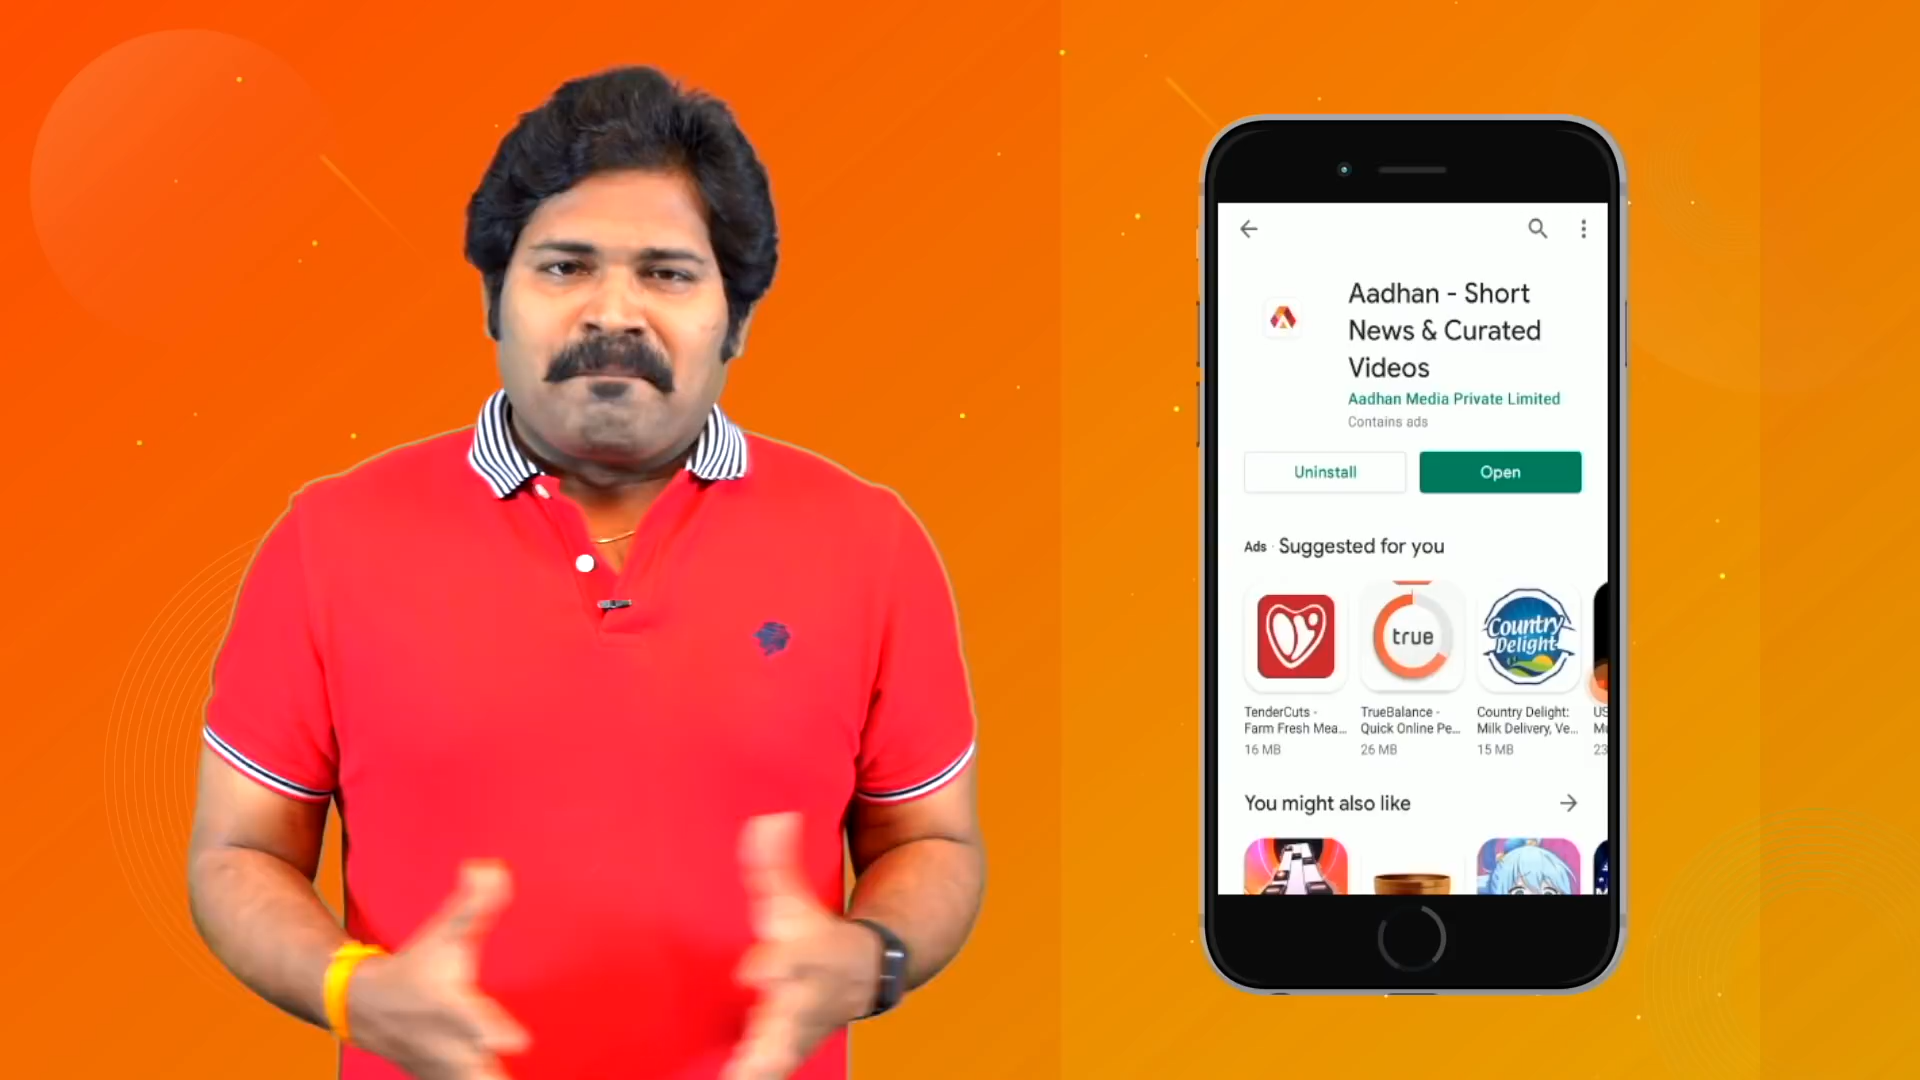 Aadhan - Short
News & Curated
Videos
Aadhan Media Private Limited
Contains ads
Uninstall
Open
Ads · Suggested for you
true
Country
Delight
TenderCuts -
Farm Fresh Mea...
16 MB
TrueBalance -
Quick Online Pe...
26 MB
Country Delight:
Milk Delivery, Ve...
15 MB
US
23
You might also like